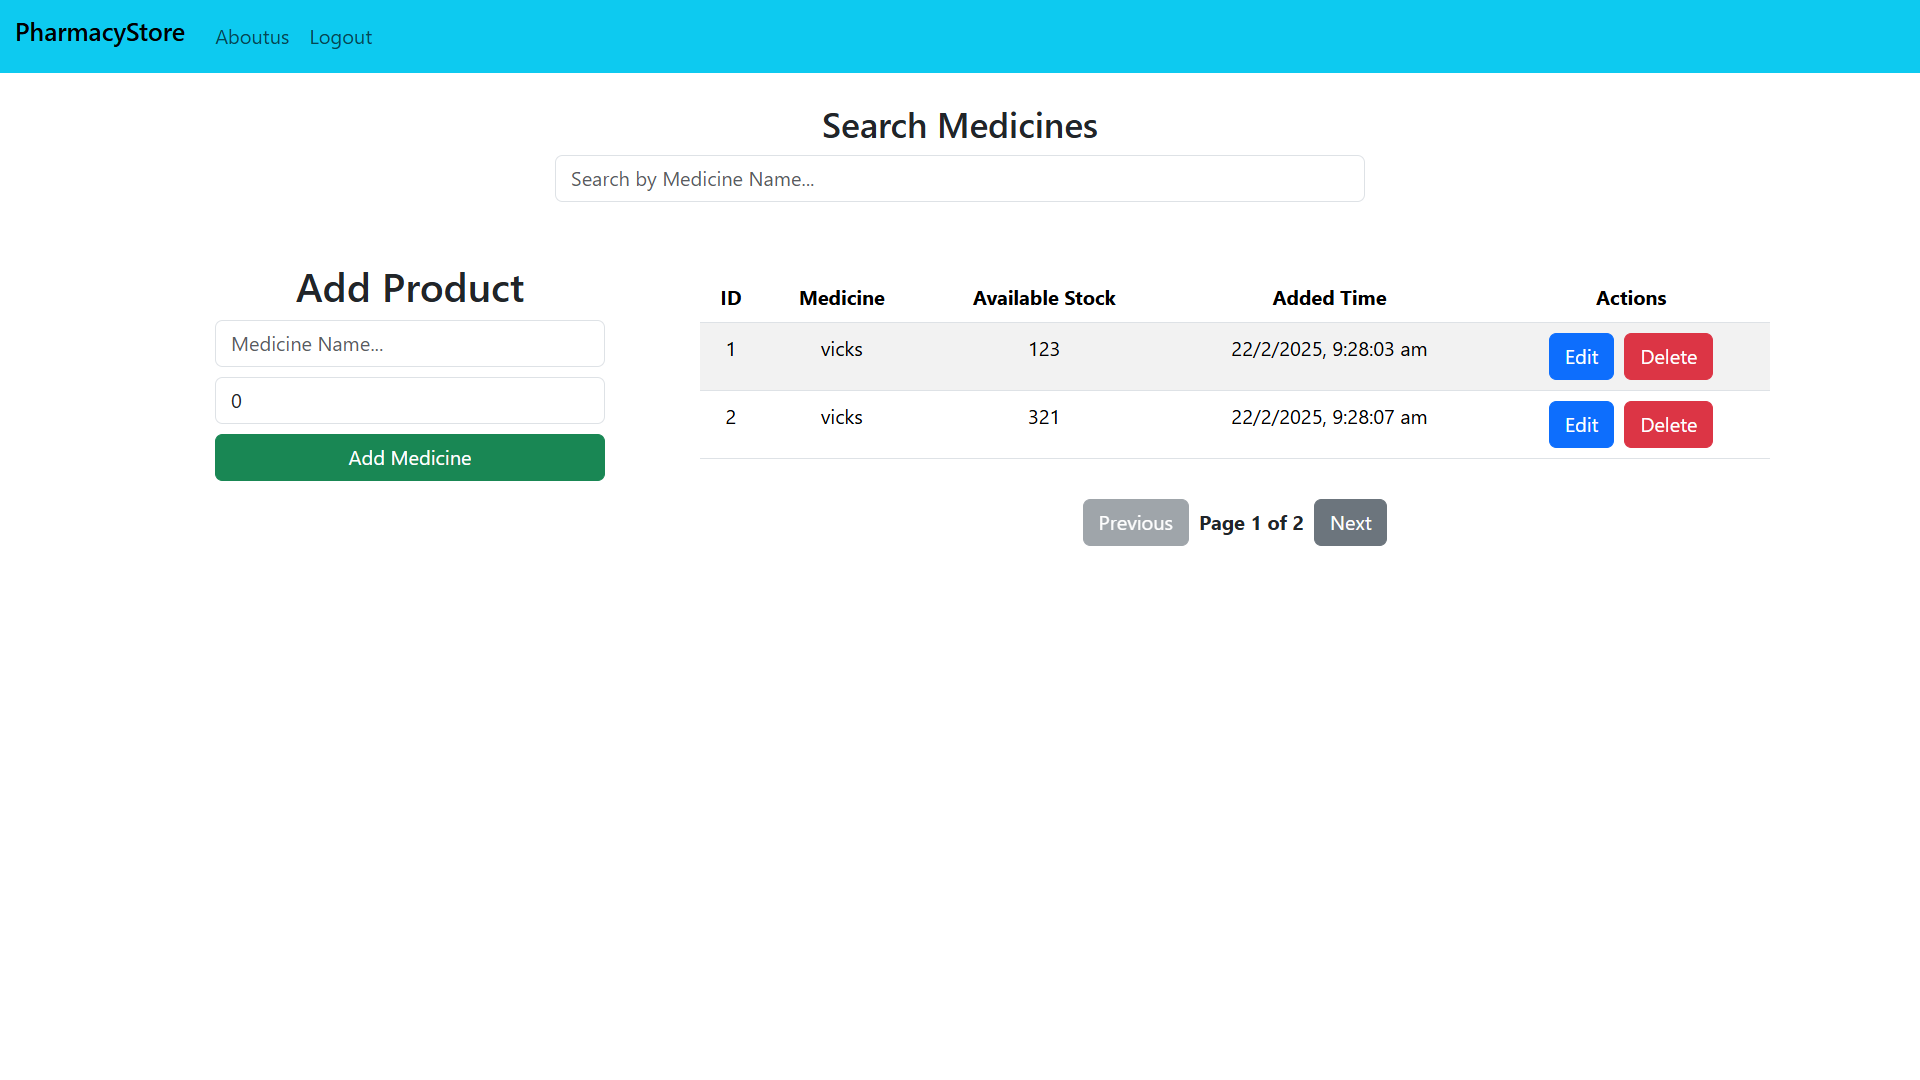 PharmacyStore Aboutus Logout
Search Medicines
Search by Medicine Name...
Add Product
Medicine Name...
0
Add Medicine
ID Medicine Available Stock Added Time Actions
1 vicks 123 22/2/2025, 9:28:03 am Edit Delete
2 vicks 321 22/2/2025, 9:28:07 am Edit Delete
Previous Page 1 of 2 Next